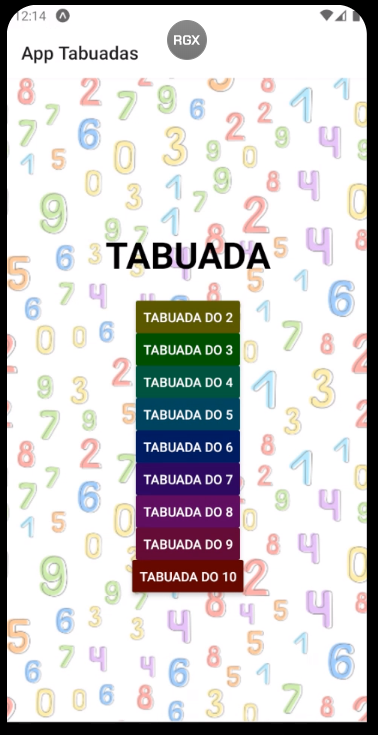 12:14
RGX
App Tabuadas
TABUADA
TABUADA DO 2
TABUADA DO 3
TABUADA DO 4
TABUADA DO 5
TABUADA DO 6
TABUADA DO 7
TABUADA DO 8
TABUADA DO 9
TABUADA DO 10